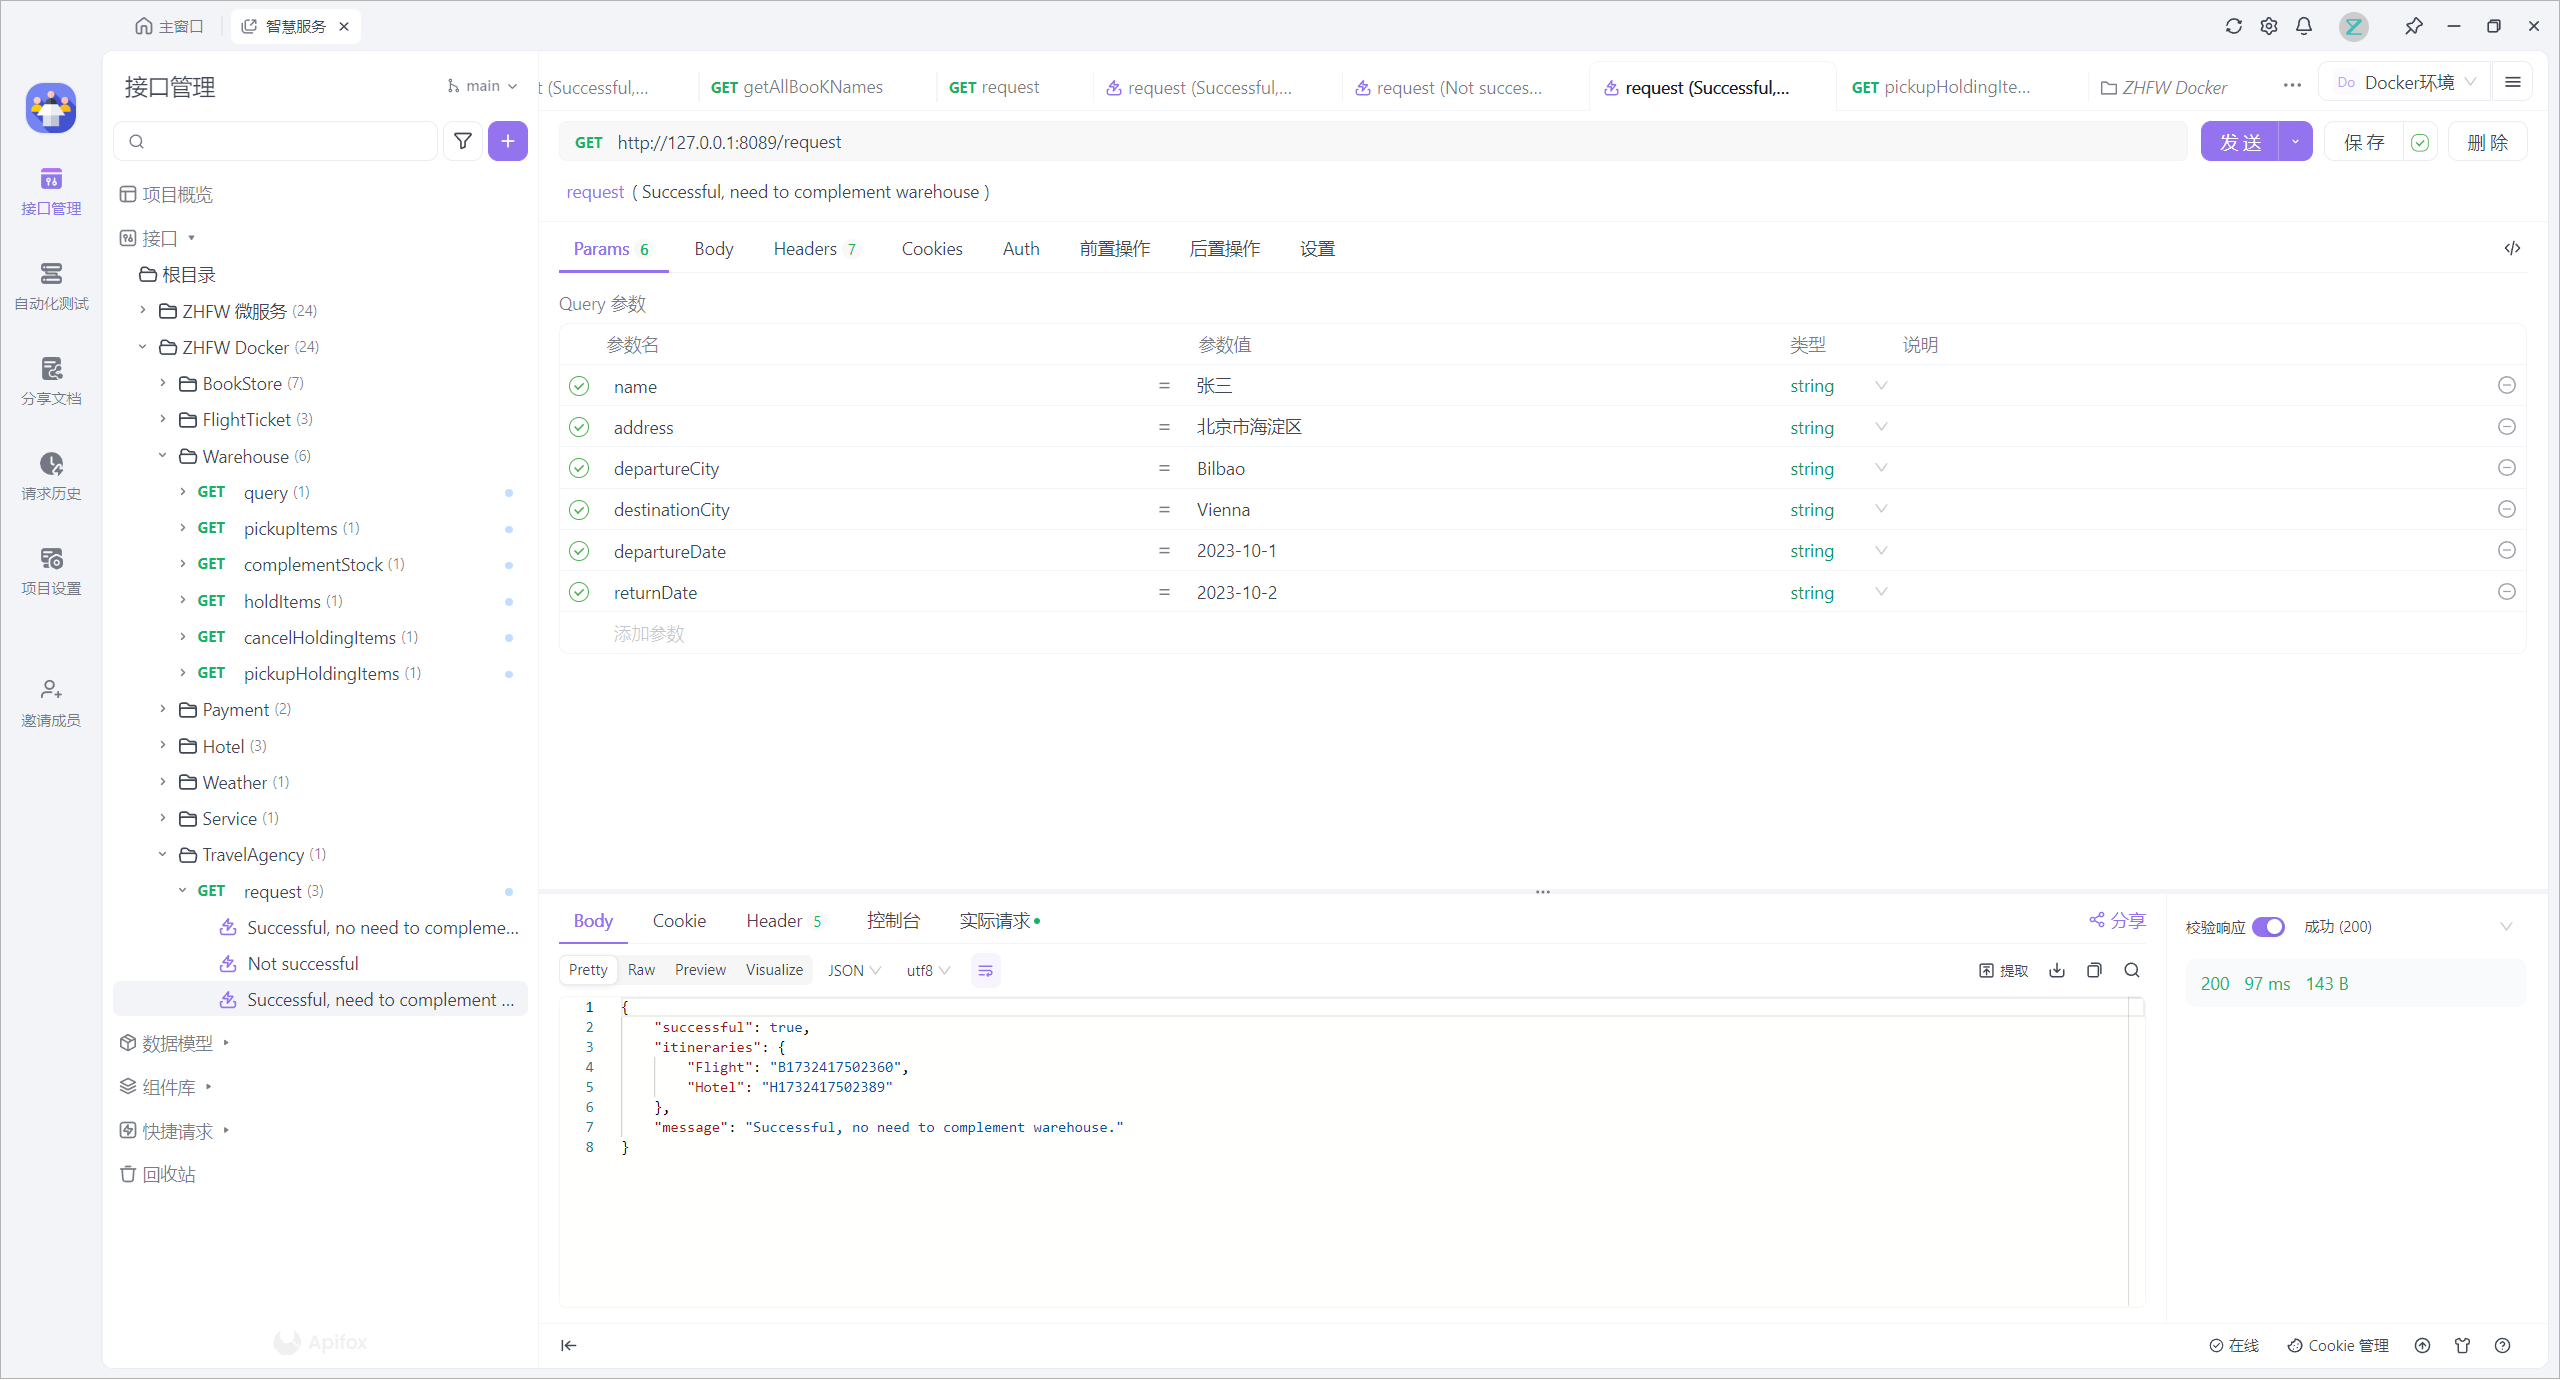 主窗口
智慧服务
接口管理
自动化测试
分享文档
请求历史
项目设置
邀请成员
接口管理
main
项目概览
接口
根目录
ZHFW 微服务 (24)
ZHFW Docker (24)
BookStore (7)
FlightTicket (3)
Warehouse (6)
GET query (1)
GET pickupItems (1)
GET complementStock (1)
GET holdItems (1)
GET cancelHoldingItems (1)
GET pickupHoldingItems (1)
Payment (2)
Hotel (3)
Weather (1)
Service (1)
TravelAgency (1)
GET request (3)
Successful, no need to compleme...
Not successful
Successful, need to complement ...
数据模型
组件库
快捷请求
回收站
Apifox
t (Successful,...
GET getAllBooKNames
GET request
request (Successful,...
request (Not succes...
request (Successful,...
GET pickupHoldingIte...
ZHFW Docker
Do Docker环境
GET http://127.0.0.1:8089/request
发 送
保 存
删 除
request ( Successful, need to complement warehouse )
Params 6 Body Headers 7 Cookies Auth 前置操作 后置操作 设置
Query 参数
参数名 参数值 类型 说明
name = 张三 string
address = 北京市海淀区 string
departureCity = Bilbao string
destinationCity = Vienna string
departureDate = 2023-10-1 string
returnDate = 2023-10-2 string
添加参数
Body Cookie Header 5 控制台 实际请求
分享
Pretty Raw Preview Visualize JSON utf8
提取
1 {
2 "successful": true,
3 "itineraries": {
4 "Flight": "B1732417502360",
5 "Hotel": "H1732417502389"
6 },
7 "message": "Successful, no need to complement warehouse."
8 }
校验响应 成功 (200)
200 97 ms 143 B
在线
Cookie 管理